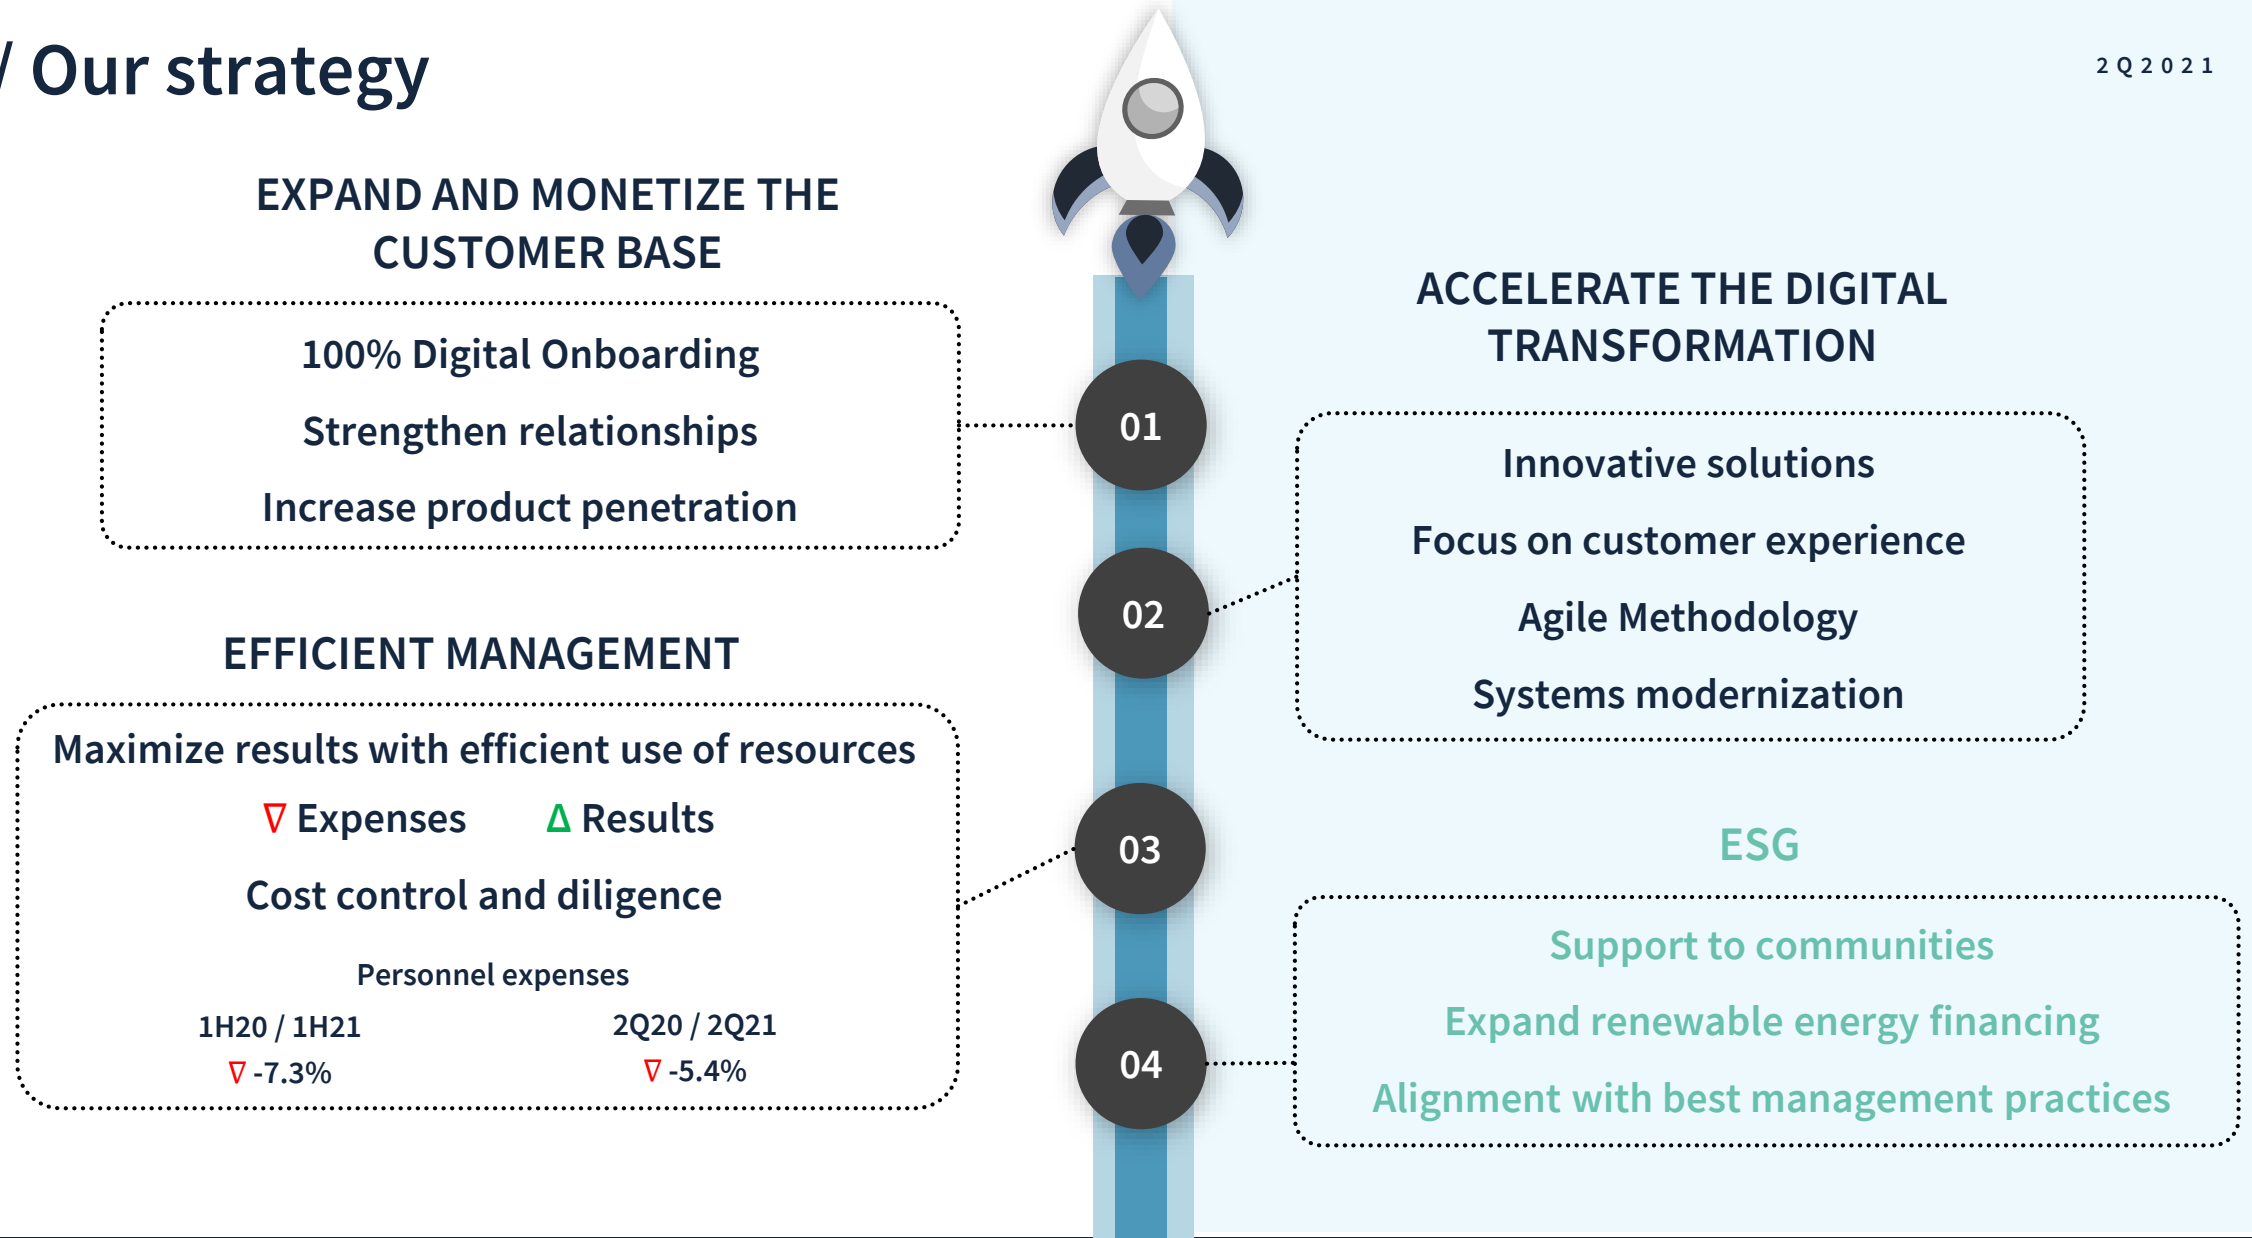 / Our strategy
2Q2021
EXPAND AND MONETIZE THE
CUSTOMER BASE
100% Digital Onboarding
Strengthen relationships
Increase product penetration
01
ACCELERATE THE DIGITAL
TRANSFORMATION
Innovative solutions
Focus on customer experience
Agile Methodology
Systems modernization
02
EFFICIENT MANAGEMENT
Maximize results with efficient use of resources
∇ Expenses Δ Results
Cost control and diligence
Personnel expenses
1H20 / 1H21 2Q20 / 2Q21
∇ -7.3% ∇ -5.4%
03
ESG
Support to communities
Expand renewable energy financing
Alignment with best management practices
04